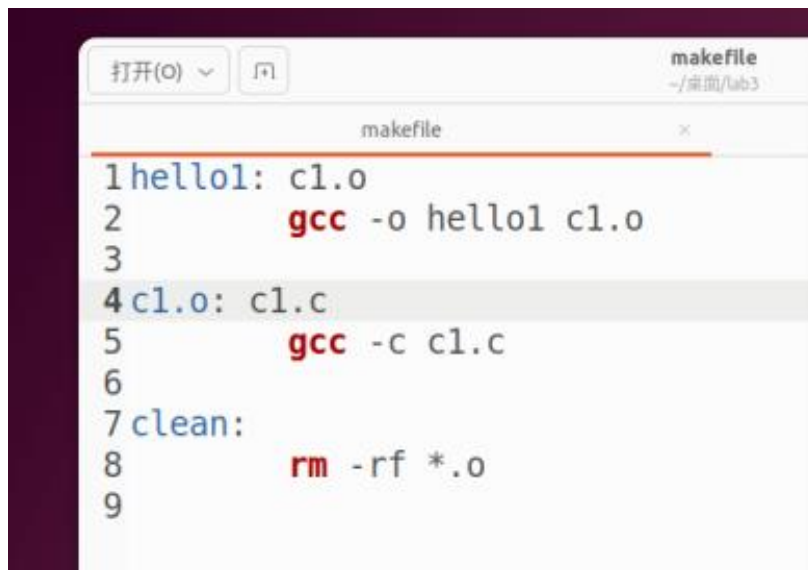 打开(O)
makefile
~/桌面/lab3
makefile
1 hello1: c1.o
2 gcc -o hello1 c1.o
3
4 c1.o: c1.c
5 gcc -c c1.c
6
7 clean:
8 rm -rf *.o
9